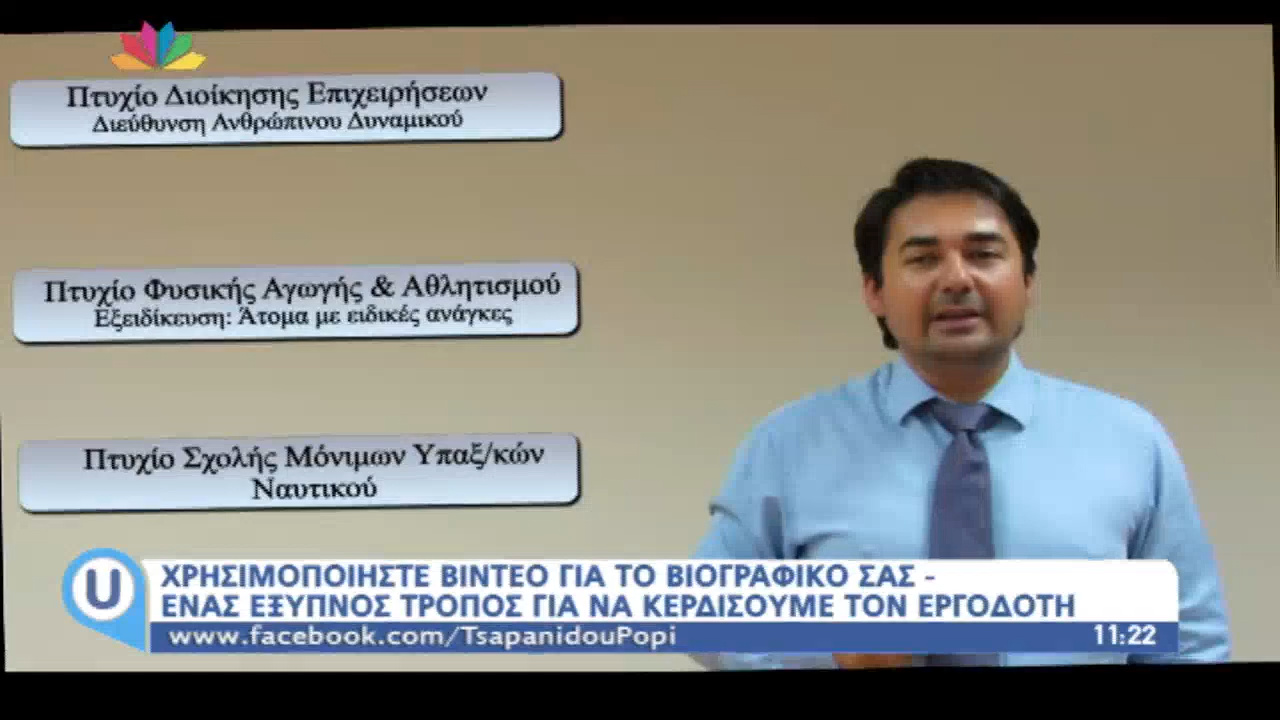 Πτυχίο Διοίκησης Επιχειρήσεων
Διεύθυνση Ανθρώπινου Δυναμικού
Πτυχίο Φυσικής Αγωγής & Αθλητισμού
Εξειδίκευση: Άτομα με ειδικές ανάγκες
Πτυχίο Σχολής Μόνιμων Υπαξ/κών
Ναυτικού
U
ΧΡΗΣΙΜΟΠΟΙΗΣΤΕ ΒΙΝΤΕΟ ΓΙΑ ΤΟ ΒΙΟΓΡΑΦΙΚΟ ΣΑΣ -
ΕΝΑΣ ΕΞΥΠΝΟΣ ΤΡΟΠΟΣ ΓΙΑ ΝΑ ΚΕΡΔΙΣΟΥΜΕ ΤΟΝ ΕΡΓΟΔΟΤΗ
www.facebook.com/TsapanidouPopi 11:22